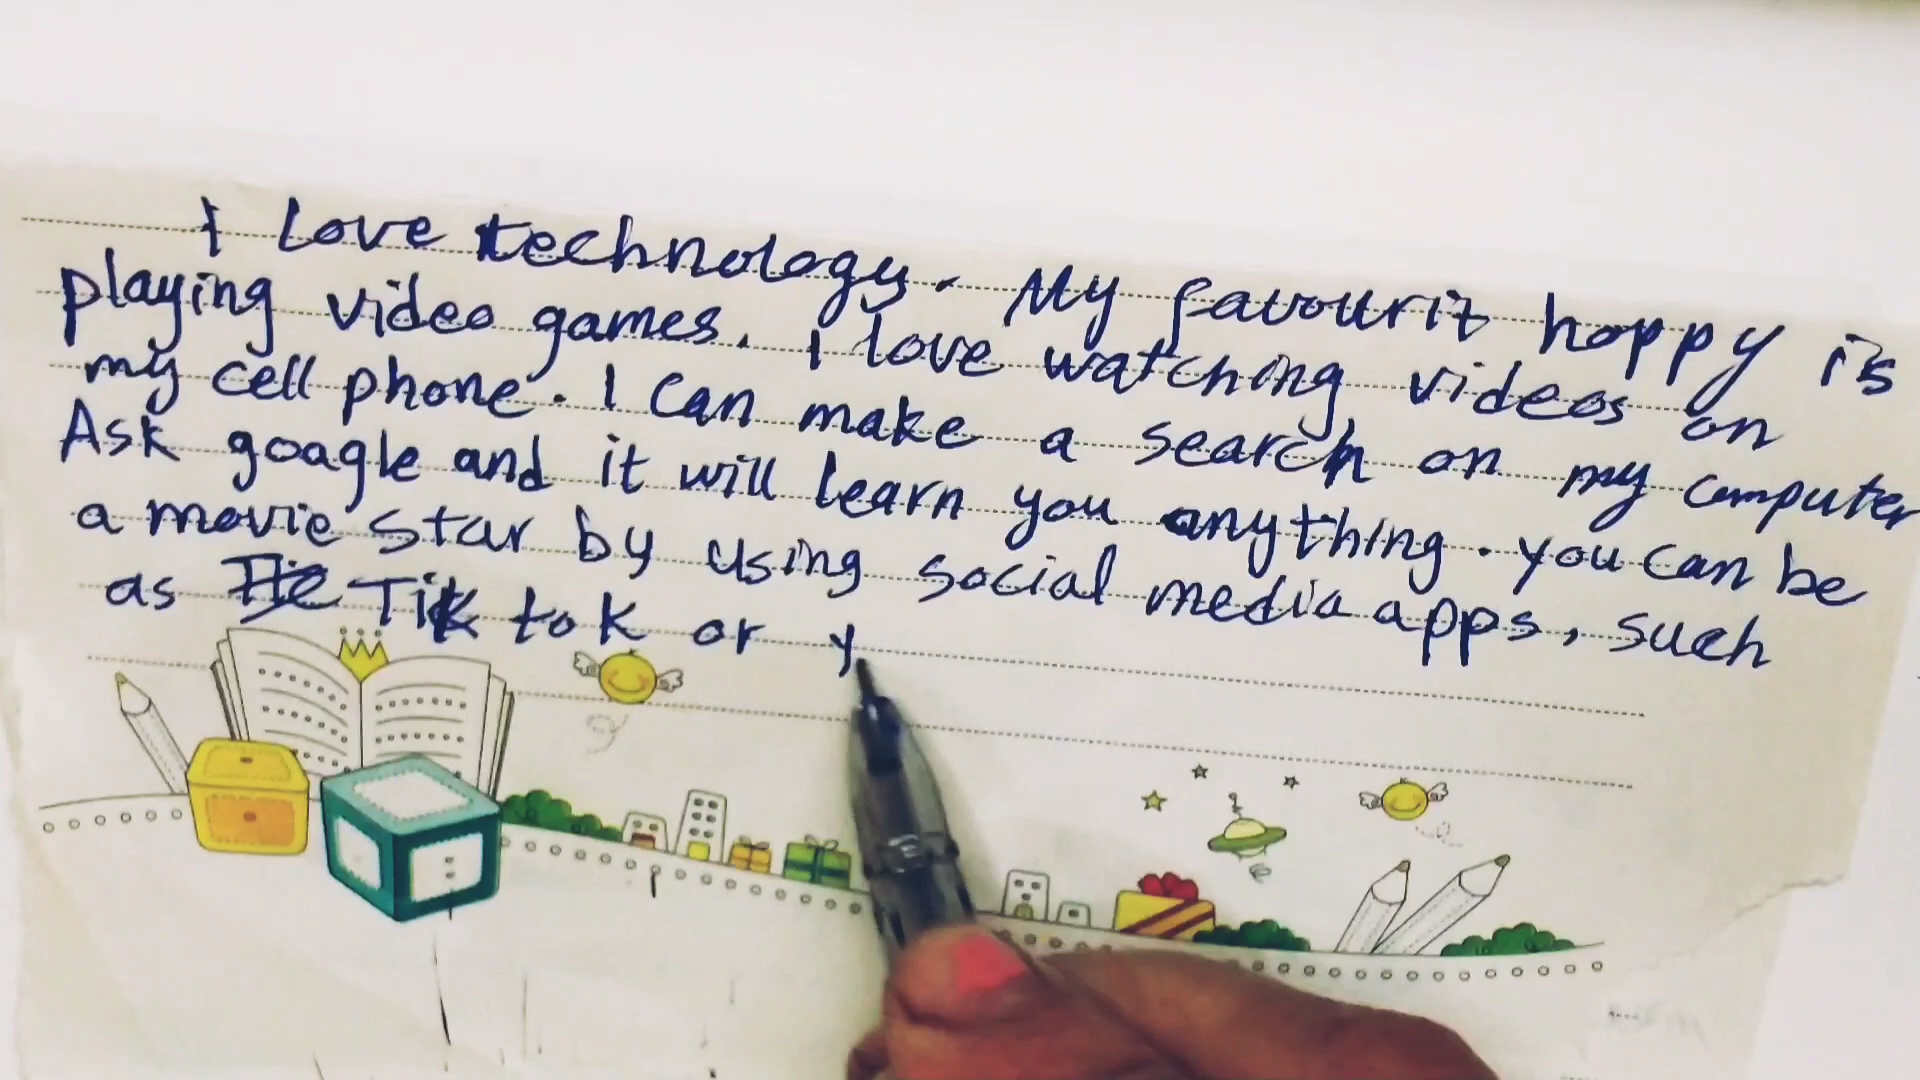 I Love technology. My favourit hoppy is
playing video games. I love watching videos on
my cell phone. I can make a search on my computer
Ask goagle and it will learn you anything. you can be
a movie star by using social media apps, such
as Tic Tik tok or y